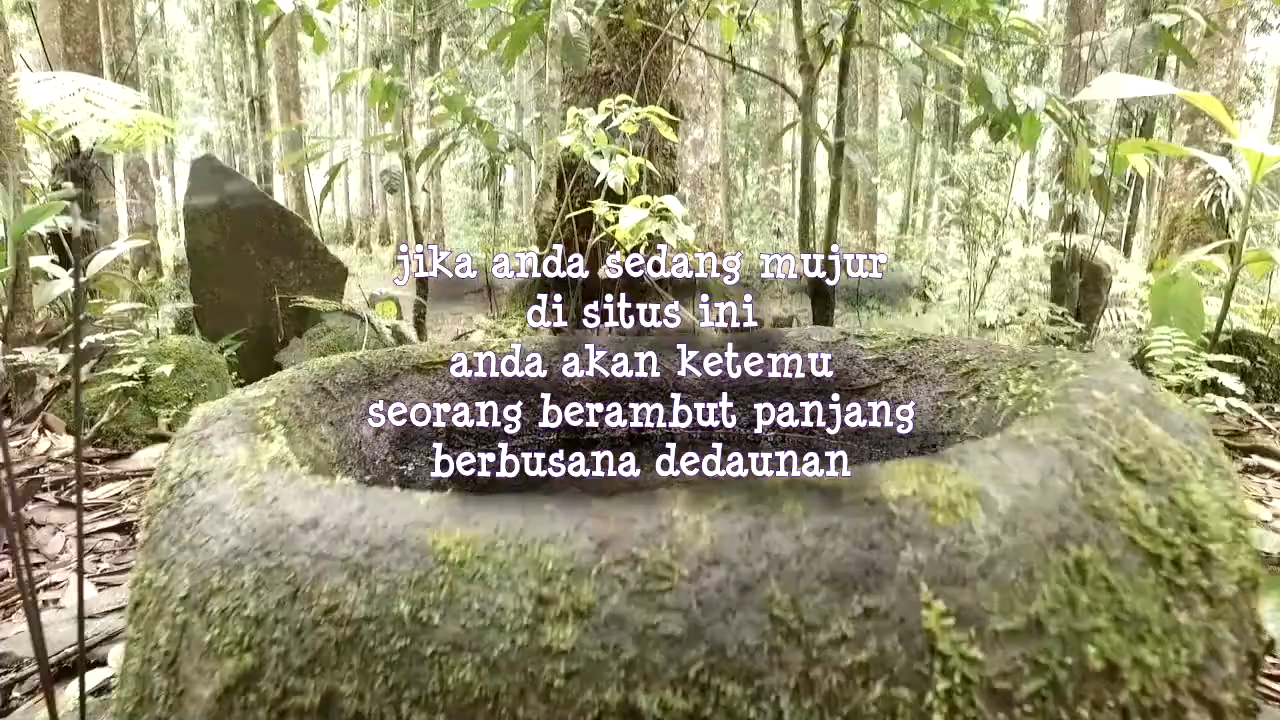 jika anda sedang mujur
di situs ini
anda akan ketemu
seorang berambut panjang
berbusana dedaunan